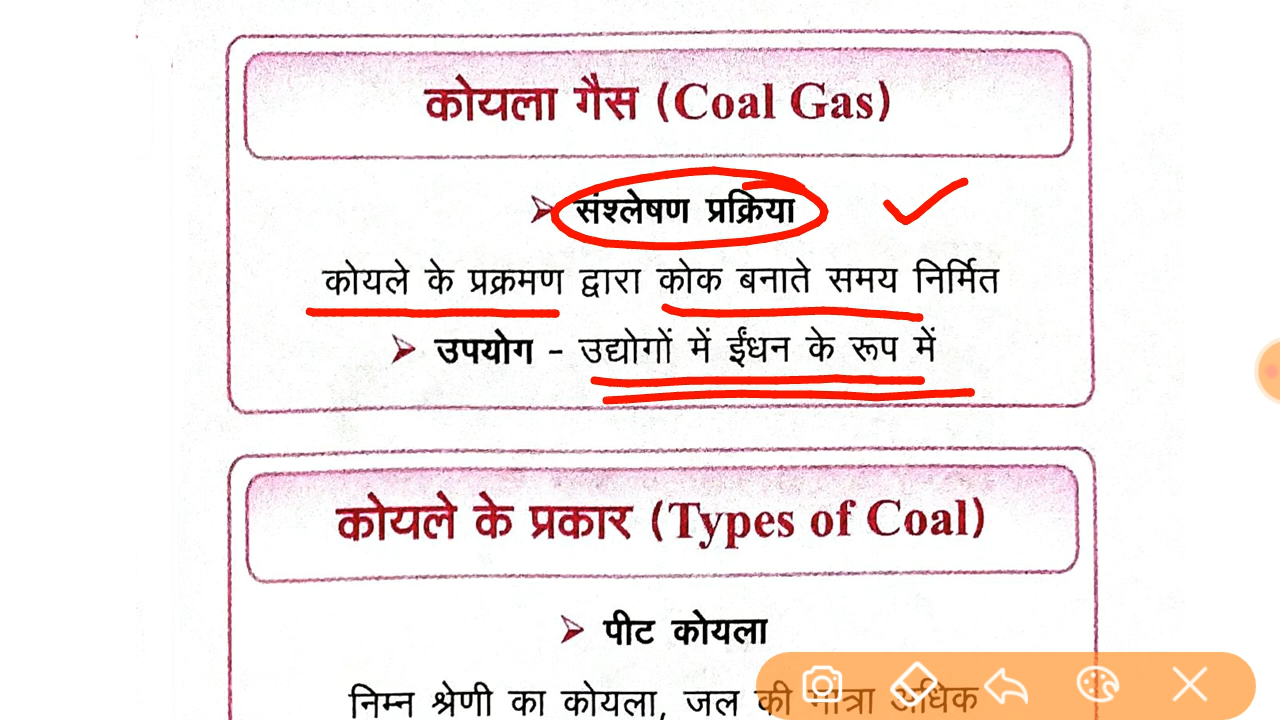 कोयला गैस (Coal Gas)
संश्लेषण प्रक्रिया
कोयले के प्रक्रमण द्वारा कोक बनाते समय निर्मित
उपयोग - उद्योगों में ईंधन के रूप में
कोयले के प्रकार (Types of Coal)
पीट कोयला
निम्न श्रेणी का कोयला, जल की मात्रा अधिक